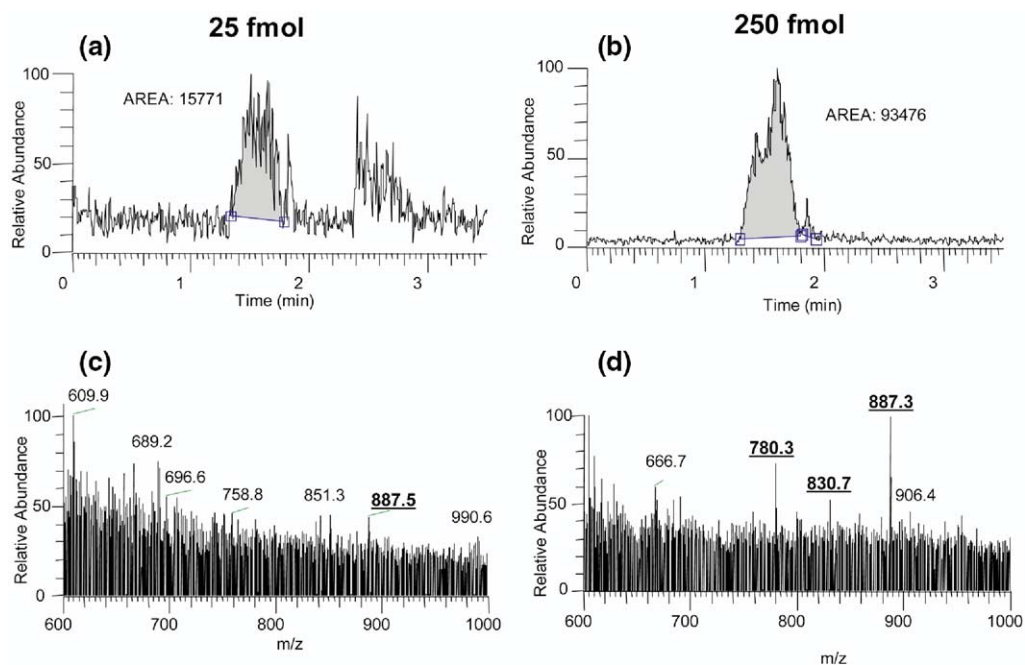 25 fmol
250 fmol
(a)
(b)
Relative Abundance
100
50
0
AREA: 15771
0 1 2 3
Time (min)
Relative Abundance
100
50
0
AREA: 93476
0 1 2 3
Time (min)
(c)
(d)
Relative Abundance
100
50
0
609.9
689.2
696.6
758.8
851.3
887.5
990.6
600 700 800 900 1000
m/z
Relative Abundance
100
50
0
666.7
780.3
830.7
887.3
906.4
600 700 800 900 1000
m/z